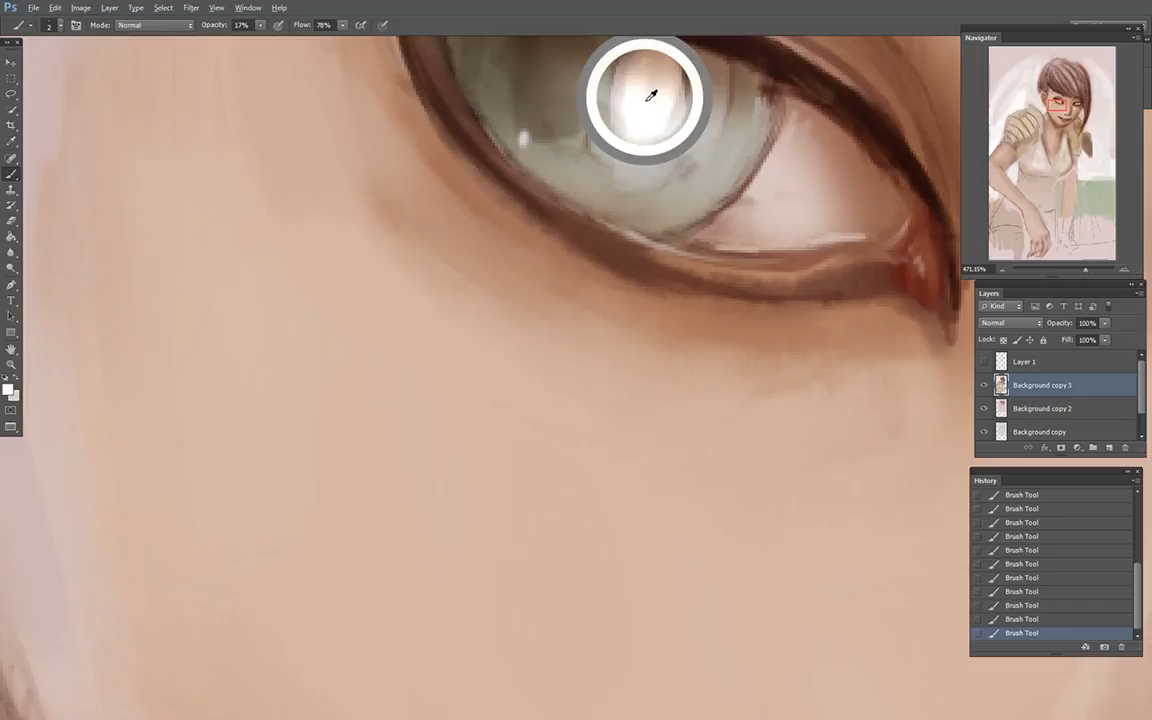 Ps File Edit Image Layer Type Select Filter View Window Help
2 Mode: Normal Opacity: 17% Flow: 78%
Navigator
471.15%
Layers
Kind
Normal Opacity: 100%
Lock: Fill: 100%
Layer 1
Background copy 3
Background copy 2
Background copy
fx
History
Brush Tool
Brush Tool
Brush Tool
Brush Tool
Brush Tool
Brush Tool
Brush Tool
Brush Tool
Brush Tool
Brush Tool
Brush Tool
T